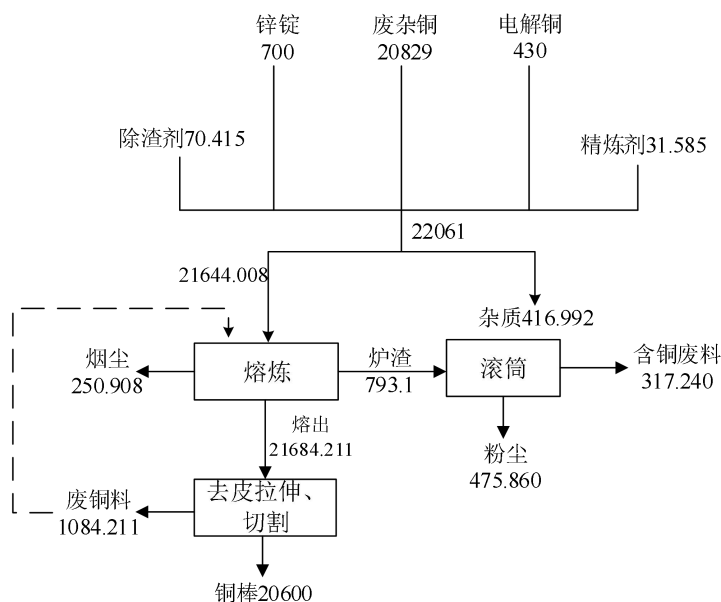 锌锭
700
废杂铜
20829
电解铜
430
除渣剂70.415
精炼剂31.585
22061
21644.008
杂质416.992
烟尘
250.908
熔炼
炉渣
793.1
滚筒
含铜废料
317.240
熔出
21684.211
粉尘
475.860
废铜料
1084.211
去皮拉伸、
切割
铜棒20600